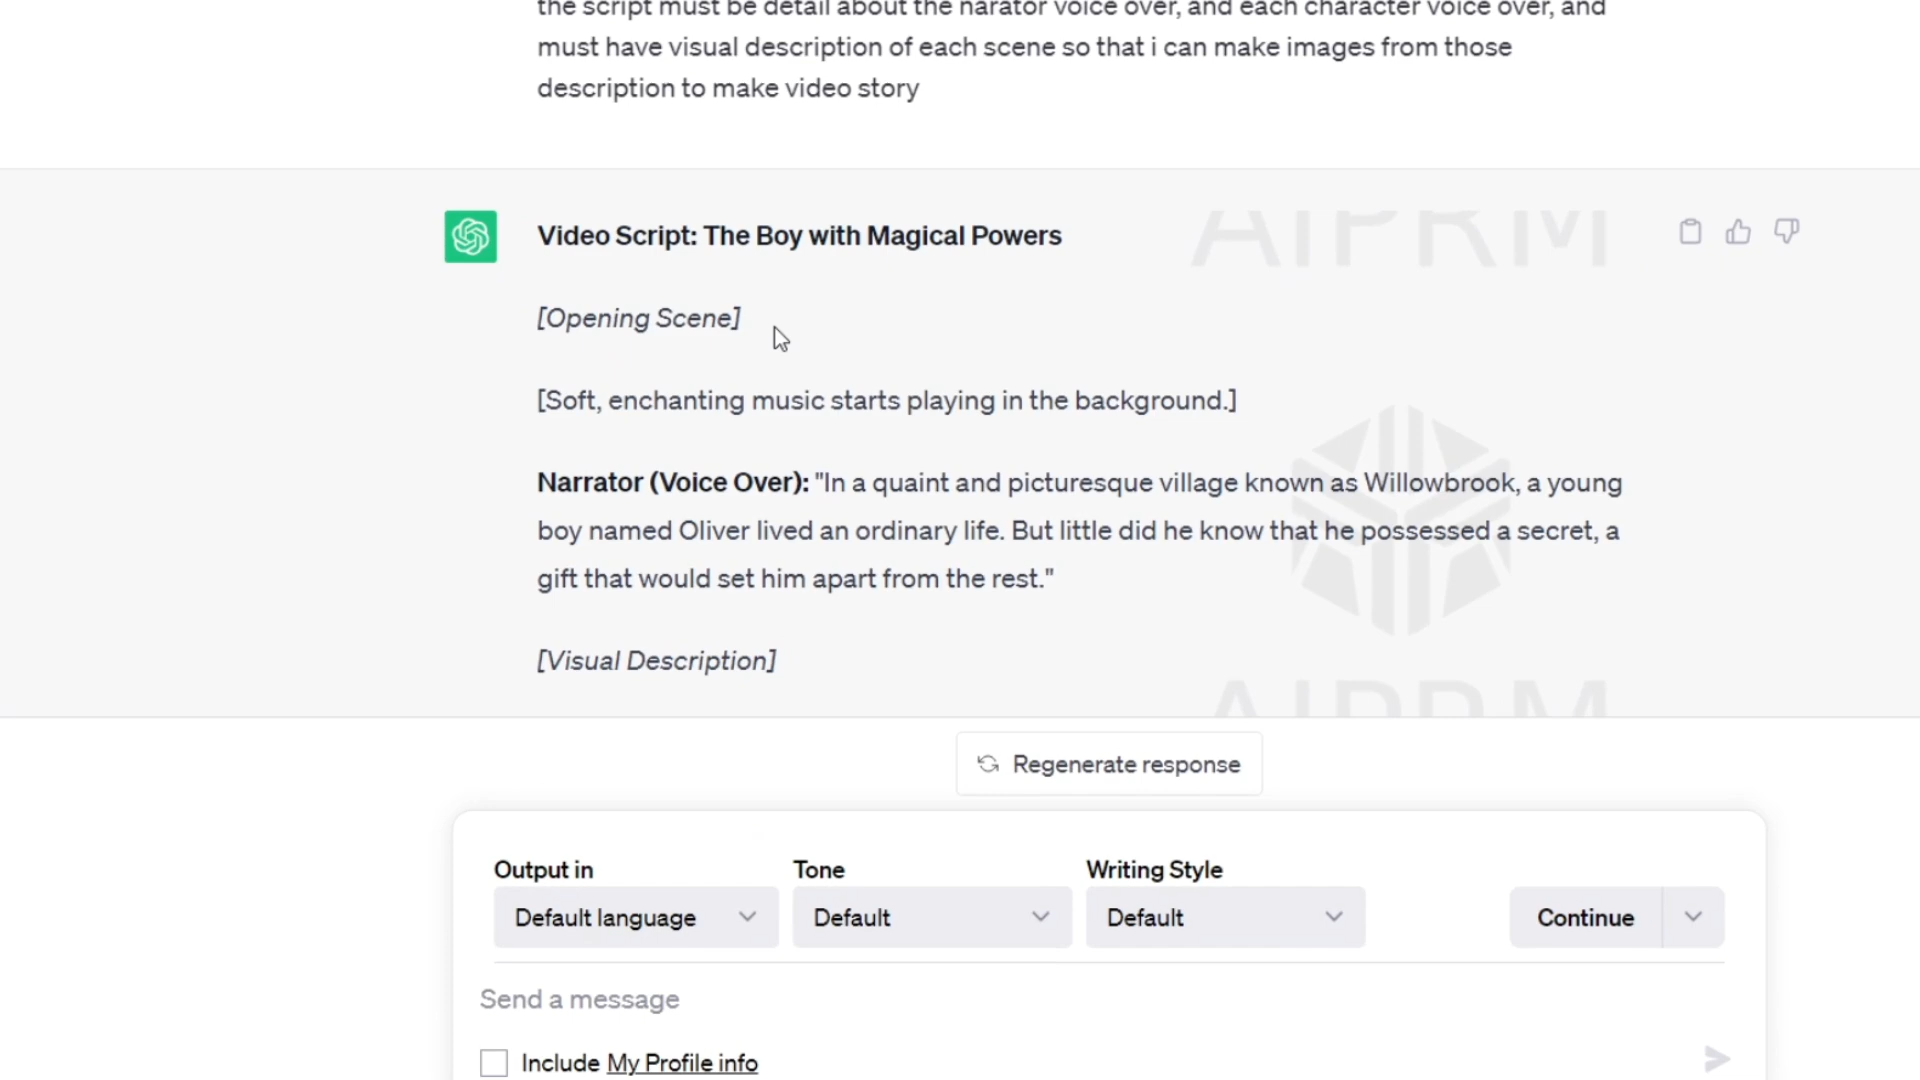 the script must be detail about the narator voice over, and each character voice over, and
must have visual description of each scene so that i can make images from those
description to make video story
AIPRM
Video Script: The Boy with Magical Powers
[Opening Scene]
[Soft, enchanting music starts playing in the background.]
Narrator (Voice Over): "In a quaint and picturesque village known as Willowbrook, a young
boy named Oliver lived an ordinary life. But little did he know that he possessed a secret, a
gift that would set him apart from the rest."
[Visual Description]
AIPRM
Regenerate response
Output in Tone Writing Style
Default language Default Default Continue
Send a message
Include My Profile info